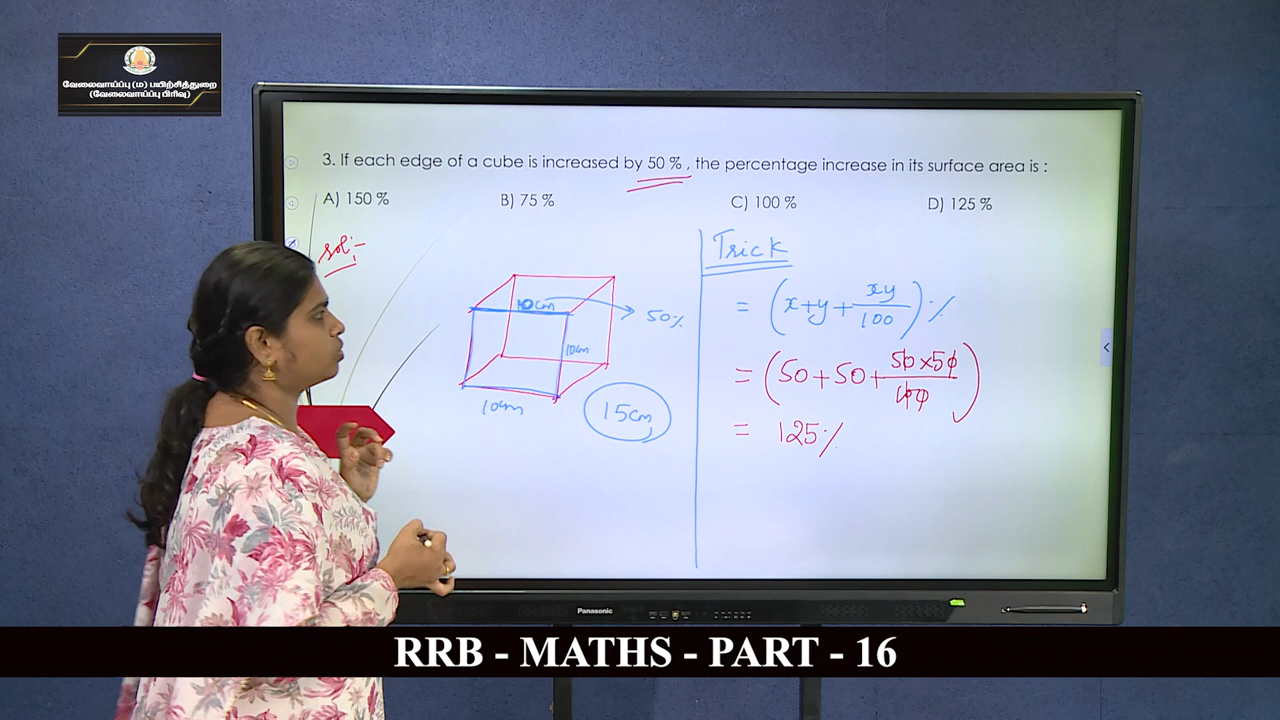 வேலைவாய்ப்பு (ம) பயிற்சித்துறை
(வேலைவாய்ப்பு பிரிவு)
3. If each edge of a cube is increased by 50 % , the percentage increase in its surface area is :
A) 150 % B) 75 % C) 100 % D) 125 %
sol:-
10cm
50%
10cm
10cm
15cm
Trick
= (x+y+xy/100)%
= (50+50+50×50/100)
= 125%
Panasonic
RRB - MATHS - PART - 16